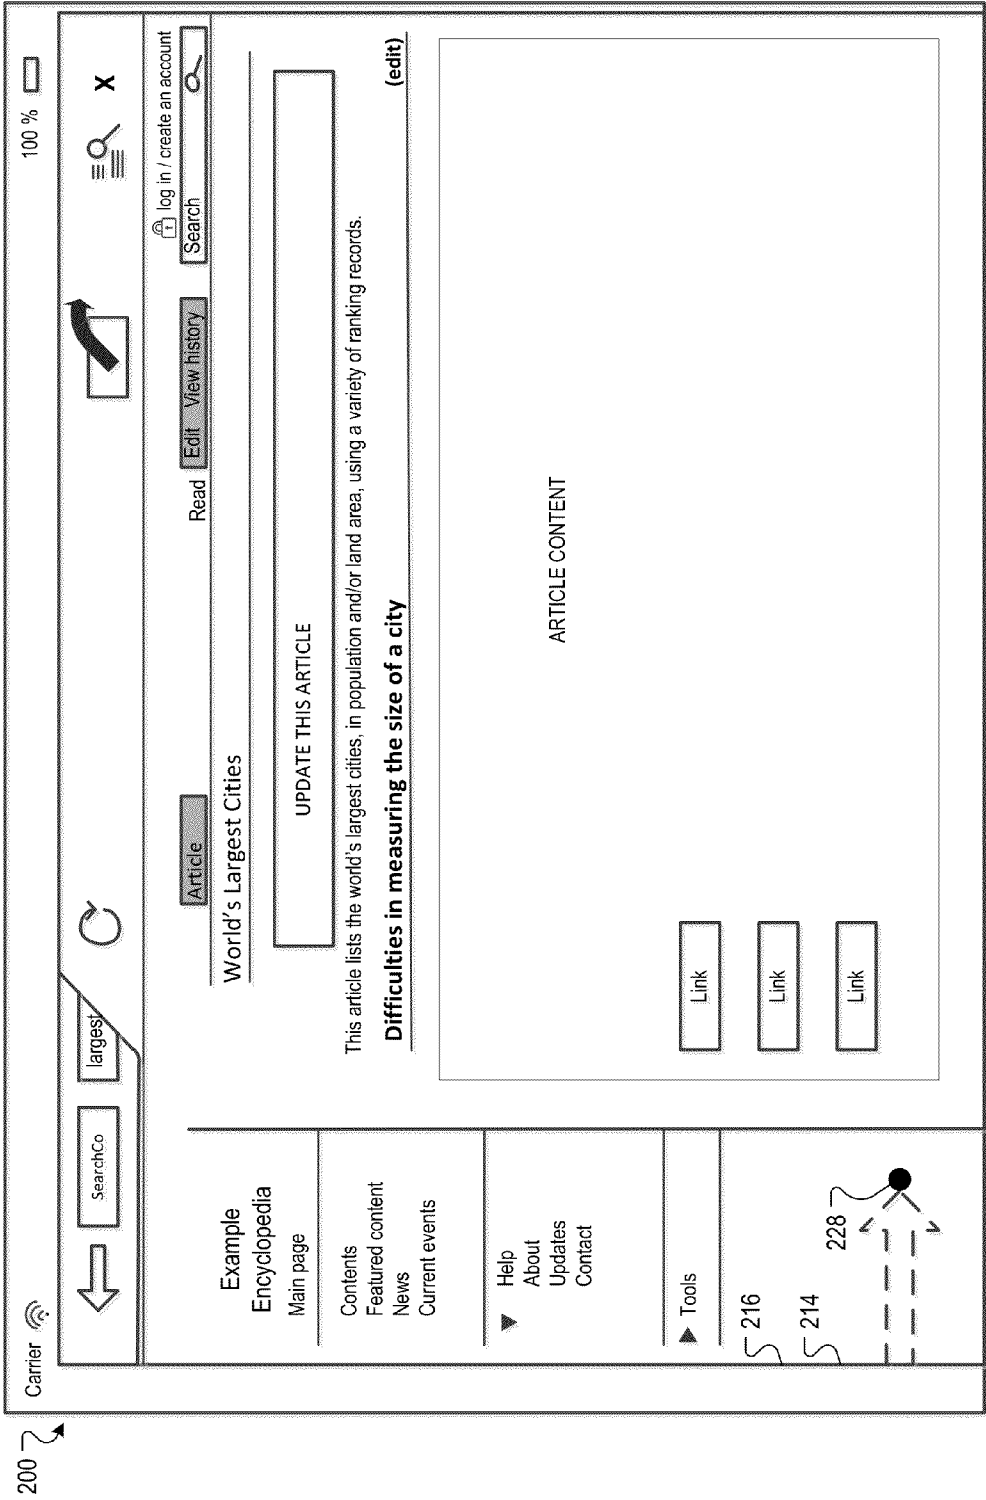 200
Carrier
100 %
SearchCo
largest
X
log in / create an account
Article
Read
Edit View history
Search
Example
Encyclopedia
Main page
Contents
Featured content
News
Current events
Help
About
Updates
Contact
Tools
World's Largest Cities
UPDATE THIS ARTICLE
This article lists the world's largest cities, in population and/or land area, using a variety of ranking records.
Difficulties in measuring the size of a city
(edit)
ARTICLE CONTENT
Link
Link
Link
216
214
228